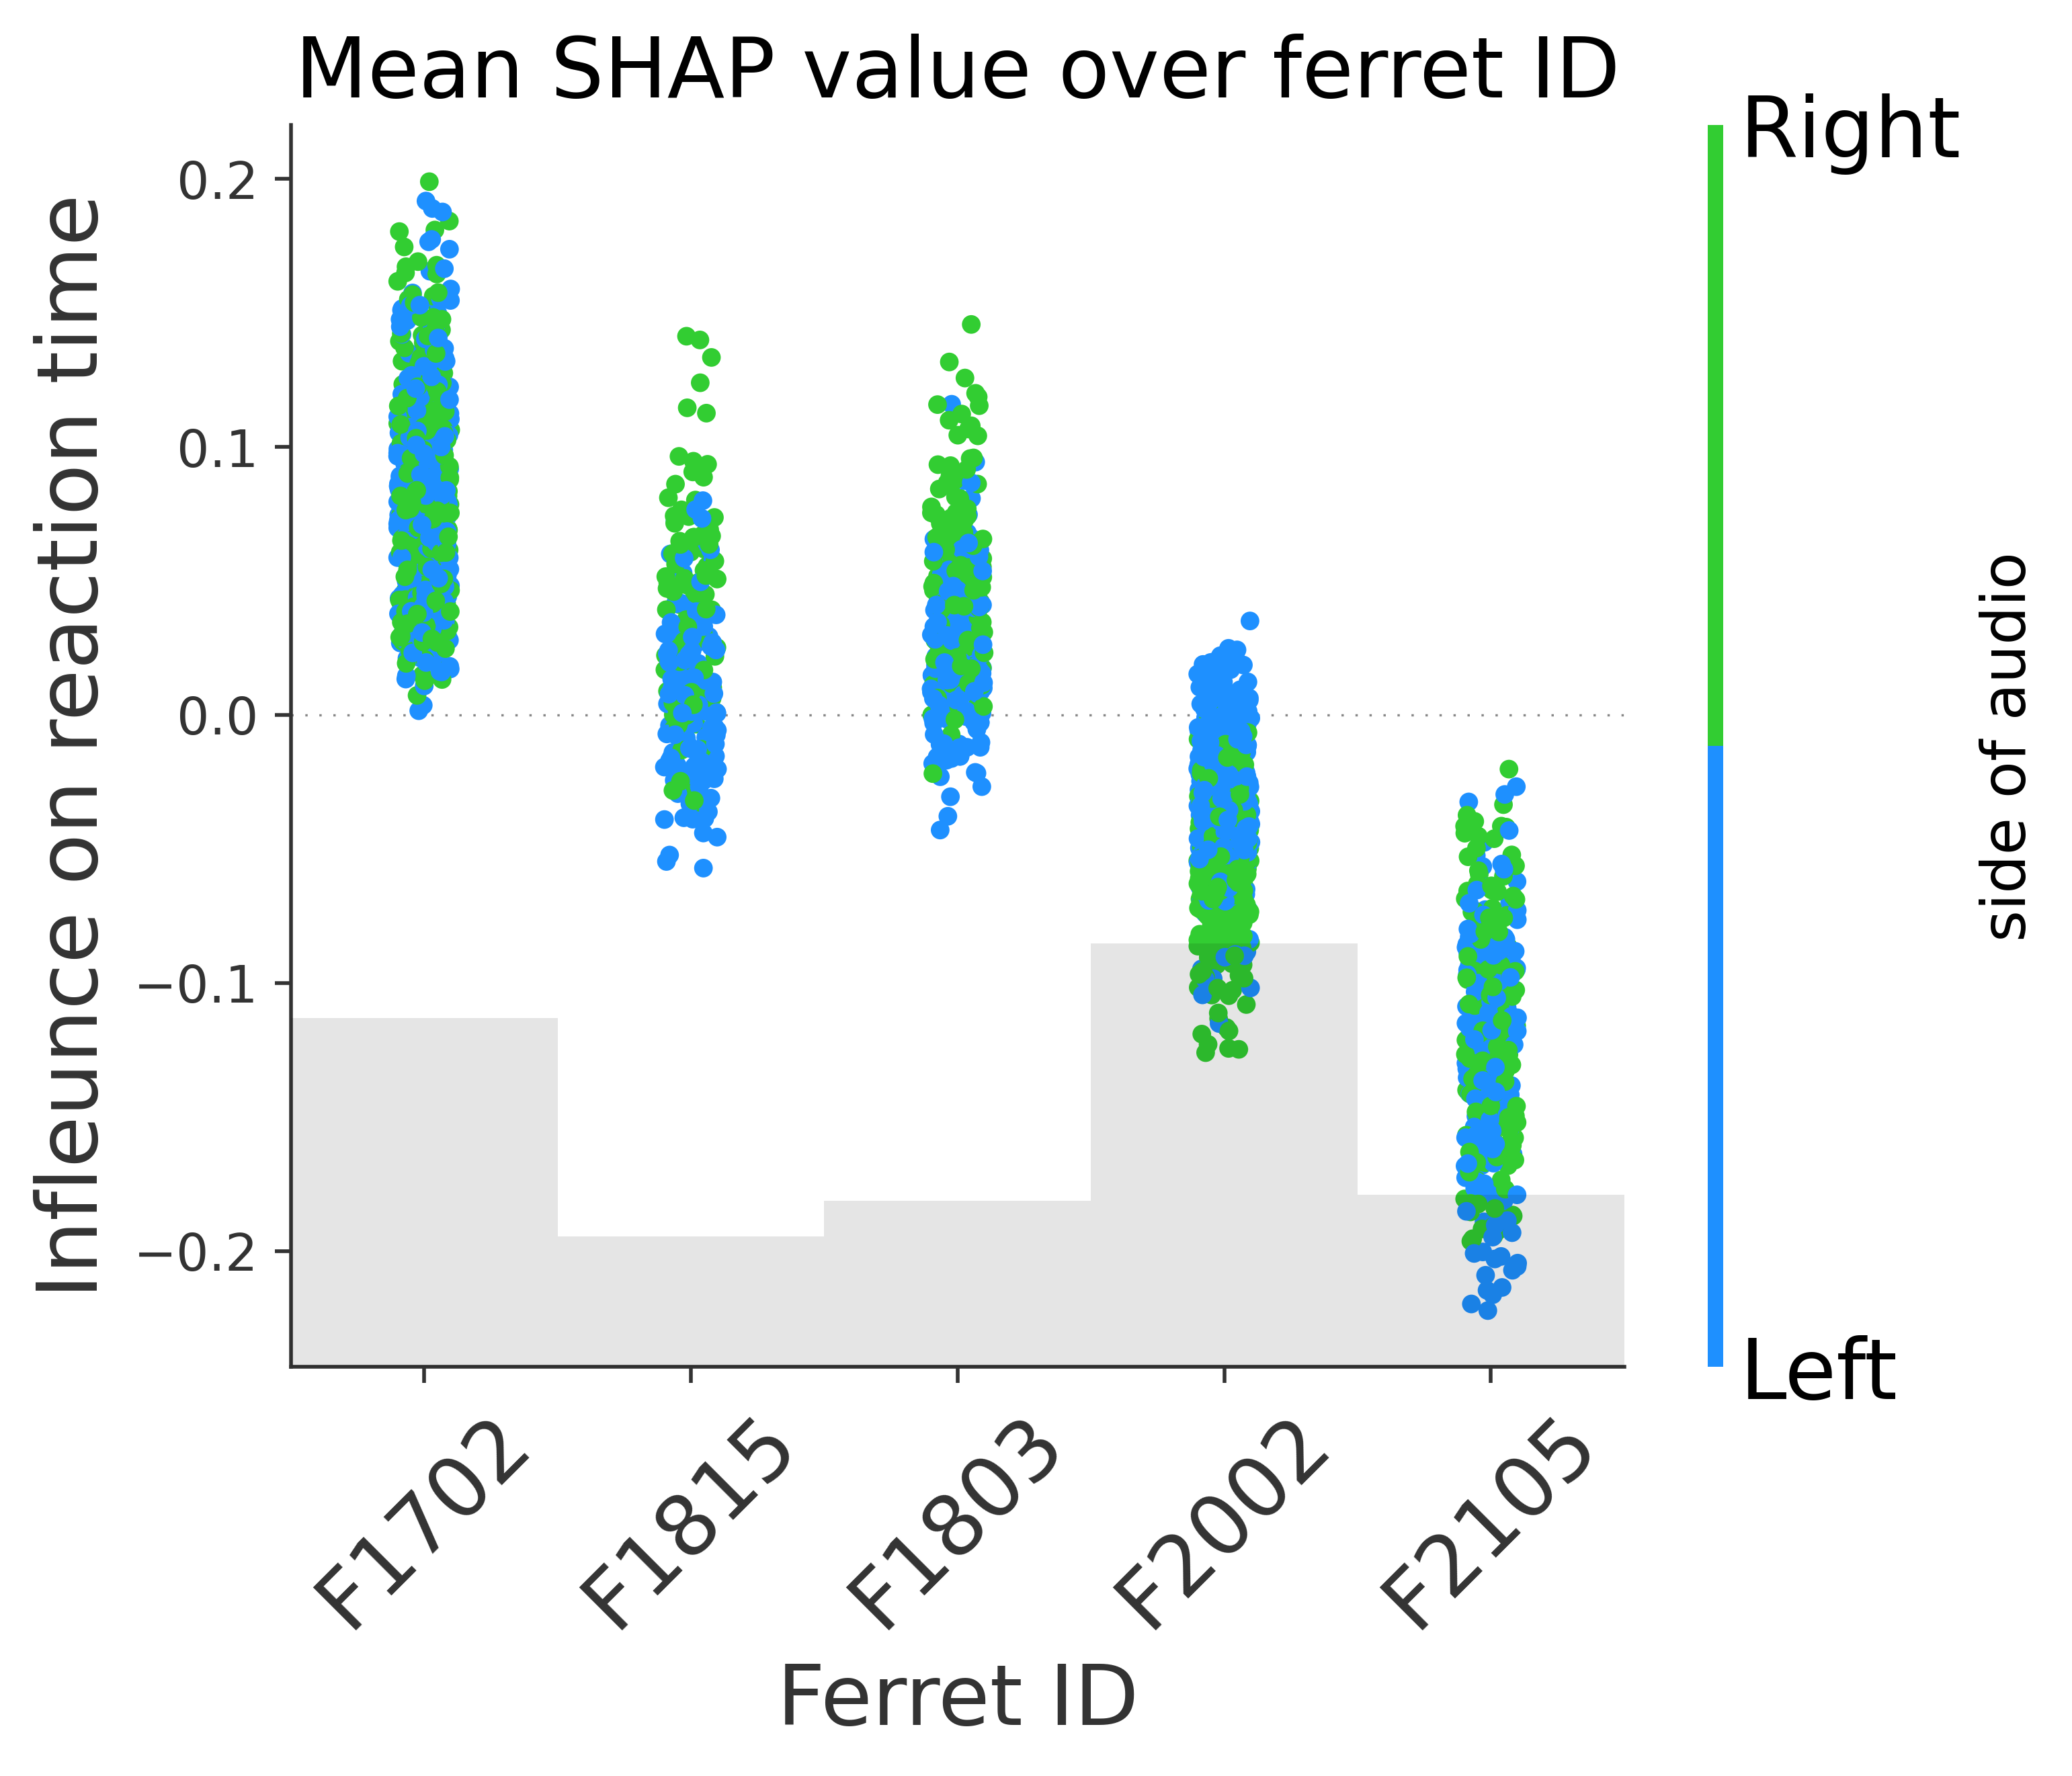 Mean SHAP value over ferret ID
Infleunce on reaction time
0.2
0.1
0.0
−0.1
−0.2
F1702
F1815
F1803
F2002
F2105
Ferret ID
Right
Left
side of audio